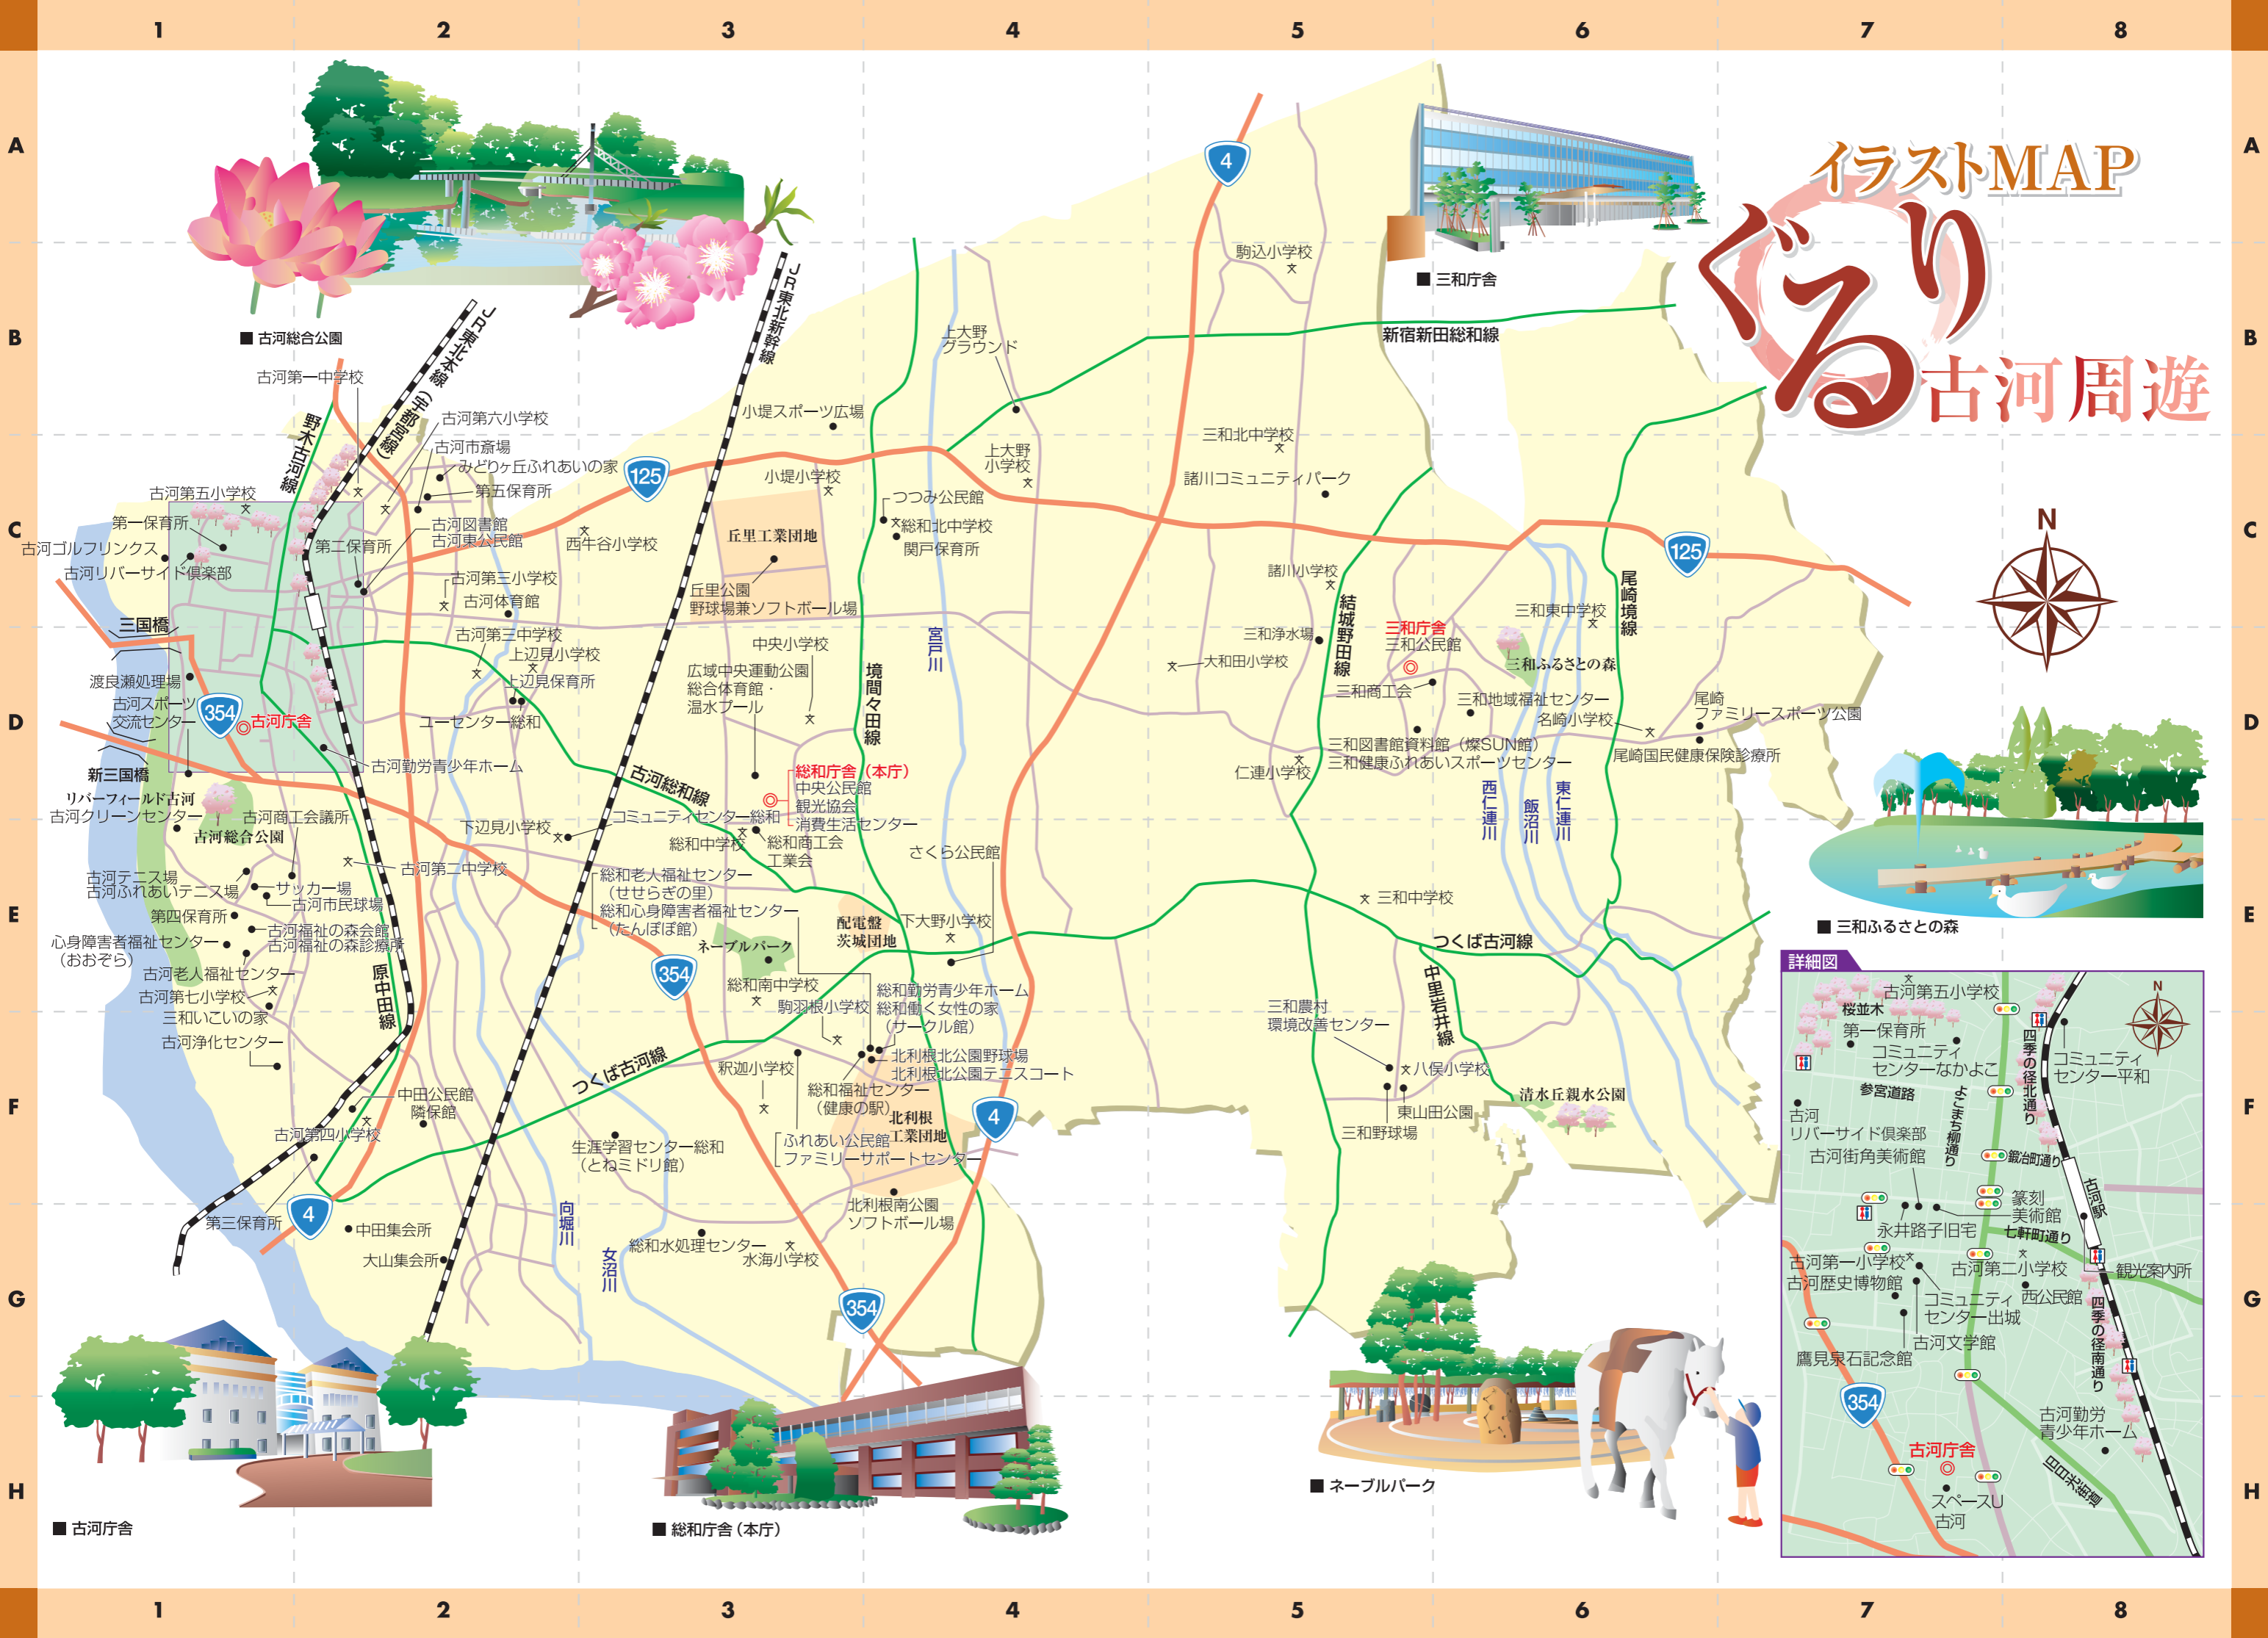 1 2 3 4 5 6 7 8
A
B
C
D
E
F
G
H
A
B
C
D
E
F
G
H
イラストMAP
ぐるり
古河周遊
■ 古河総合公園
■ 三和庁舎
4
駒込小学校
JR東北本線(宇都宮線)
JR東北新幹線
上大野
グラウンド
新宿新田総和線
古河第一中学校
野木古河線
古河第六小学校
古河市斎場
みどりヶ丘ふれあいの家
第五保育所
小堤スポーツ広場
125
小堤小学校
上大野
小学校
三和北中学校
諸川コミュニティパーク
古河第五小学校
第一保育所
古河ゴルフリンクス
古河リバーサイド倶楽部
第二保育所
古河図書館
古河東公民館
西牛谷小学校
丘里工業団地
つつみ公民館
総和北中学校
関戸保育所
125
N
古河第三小学校
古河体育館
丘里公園
野球場兼ソフトボール場
諸川小学校
結城野田線
尾崎境線
三和東中学校
三国橋
古河第三中学校
上辺見小学校
上辺見保育所
ユーセンター総和
中央小学校
宮戸川
広域中央運動公園
総合体育館・
温水プール
境間々田線
三和浄水場
大和田小学校
三和庁舎
三和公民館
三和商工会
三和ふるさとの森
三和地域福祉センター
名崎小学校
尾崎
ファミリースポーツ公園
尾崎国民健康保険診療所
三和図書館資料館(燦SUN館)
三和健康ふれあいスポーツセンター
仁連小学校
渡良瀬処理場
古河スポーツ
交流センター
354
古河庁舎
新三国橋
古河勤労青少年ホーム
リバーフィールド古河
古河クリーンセンター
古河総合公園
古河商工会議所
古河総和線
総和庁舎(本庁)
中央公民館
観光協会
消費生活センター
コミュニティセンター総和
下辺見小学校
総和中学校
総和商工会
工業会
さくら公民館
西仁連川
飯沼川
東仁連川
古河第二中学校
古河テニス場
古河ふれあいテニス場
サッカー場
古河市民球場
第四保育所
古河福祉の森会館
古河福祉の森診療所
心身障害者福祉センター
(おおぞら)
古河老人福祉センター
古河第七小学校
三和いこいの家
古河浄化センター
原中田線
総和老人福祉センター
(せせらぎの里)
総和心身障害者福祉センター
(たんぽぽ館)
ネーブルパーク
354
配電盤
茨城団地
下大野小学校
三和中学校
つくば古河線
■ 三和ふるさとの森
総和南中学校
駒羽根小学校
総和勤労青少年ホーム
総和働く女性の家
(サークル館)
三和農村
環境改善センター
中里岩井線
つくば古河線
釈迦小学校
北利根北公園野球場
北利根北公園テニスコート
総和福祉センター
(健康の駅)
北利根
工業団地
4
八俣小学校
東山田公園
三和野球場
清水丘親水公園
中田公民館
隣保館
古河第四小学校
生涯学習センター総和
(とねミドリ館)
ふれあい公民館
ファミリーサポートセンター
第三保育所
4
中田集会所
大山集会所
向堀川
女沼川
総和水処理センター
水海小学校
北利根南公園
ソフトボール場
354
■ 古河庁舎
■ 総和庁舎(本庁)
■ ネーブルパーク
詳細図
N
古河第五小学校
桜並木
第一保育所
コミュニティ
センターなかよこ
四季の径北通り
コミュニティ
センター平和
参宮道路
よこまち柳通り
古河
リバーサイド倶楽部
古河街角美術館
鍛冶町通り
古河駅
篆刻
美術館
永井路子旧宅
七軒町通り
古河第一小学校
古河歴史博物館
古河第二小学校
観光案内所
コミュニティ
センター出城
西公民館
古河文学館
鷹見泉石記念館
四季の径南通り
354
古河勤労
青少年ホーム
古河庁舎
スペースU
古河
旧日光街道
1 2 3 4 5 6 7 8